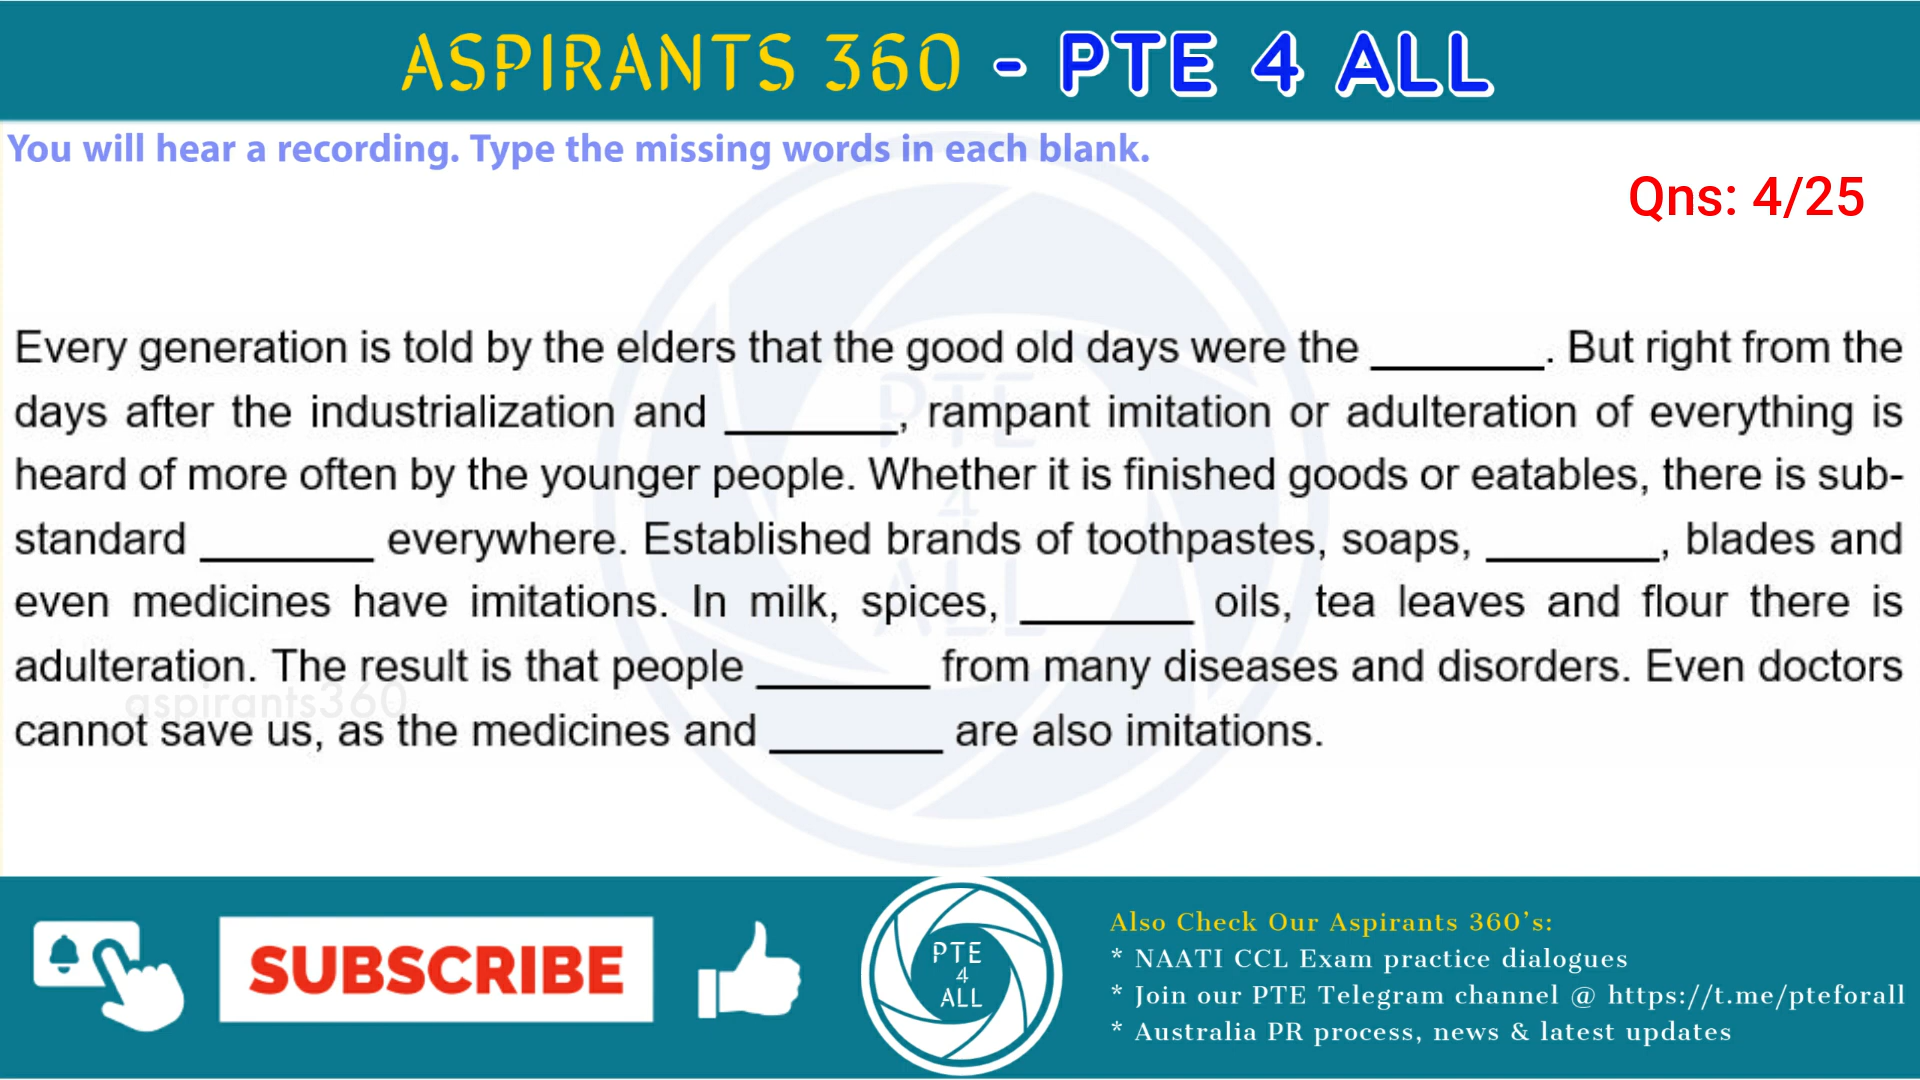 ASPIRANTS 360 - PTE 4 ALL
You will hear a recording. Type the missing words in each blank.
Qns: 4/25
Every generation is told by the elders that the good old days were the _______. But right from the
days after the industrialization and _______, rampant imitation or adulteration of everything is
heard of more often by the younger people. Whether it is finished goods or eatables, there is sub-
standard _______ everywhere. Established brands of toothpastes, soaps, _______, blades and
even medicines have imitations. In milk, spices, _______ oils, tea leaves and flour there is
adulteration. The result is that people _______ from many diseases and disorders. Even doctors
cannot save us, as the medicines and _______ are also imitations.
PTE
4
ALL
aspirants360
SUBSCRIBE
PTE
4
ALL
Also Check Our Aspirants 360's:
* NAATI CCL Exam practice dialogues
* Join our PTE Telegram channel @ https://t.me/pteforall
* Australia PR process, news & latest updates